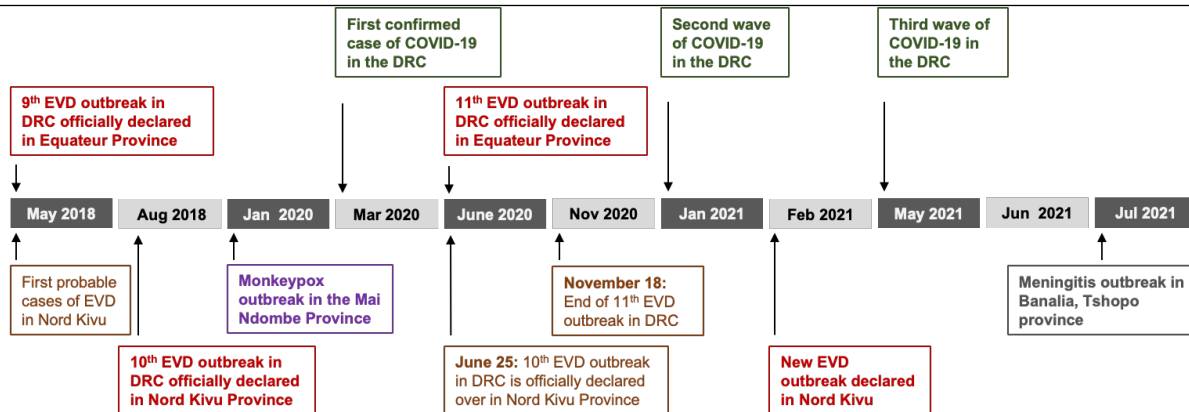 First confirmed
case of COVID-19
in the DRC
Second wave
of COVID-19
in the DRC
Third wave of
COVID-19 in
the DRC
9th EVD outbreak in
DRC officially declared
in Equateur Province
11th EVD outbreak in
DRC officially declared
in Equateur Province
May 2018
Aug 2018
Jan 2020
Mar 2020
June 2020
Nov 2020
Jan 2021
Feb 2021
May 2021
Jun 2021
Jul 2021
First probable
cases of EVD
in Nord Kivu
Monkeypox
outbreak in the Mai
Ndombe Province
November 18:
End of 11th EVD
outbreak in DRC
Meningitis outbreak in
Banalia, Tshopo
province
10th EVD outbreak in
DRC officially declared
in Nord Kivu Province
June 25: 10th EVD outbreak
in DRC is officially declared
over in Nord Kivu Province
New EVD
outbreak declared
in Nord Kivu